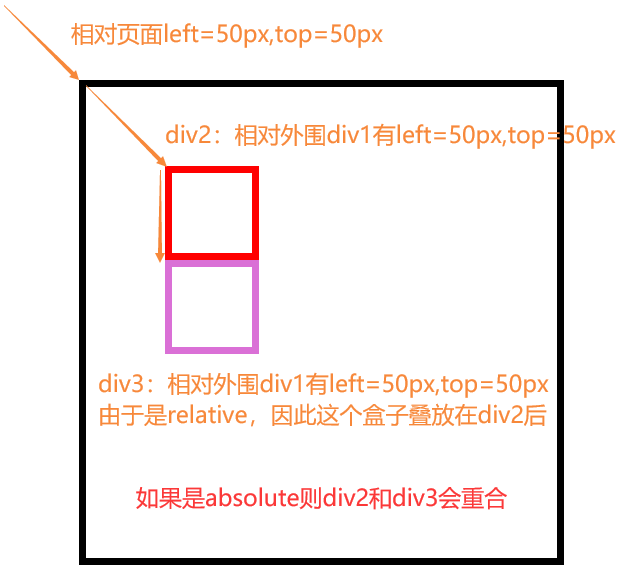 相对页面left=50px,top=50px
div2：相对外围div1有left=50px,top=50px
div3：相对外围div1有left=50px,top=50px
由于是relative，因此这个盒子叠放在div2后
如果是absolute则div2和div3会重合